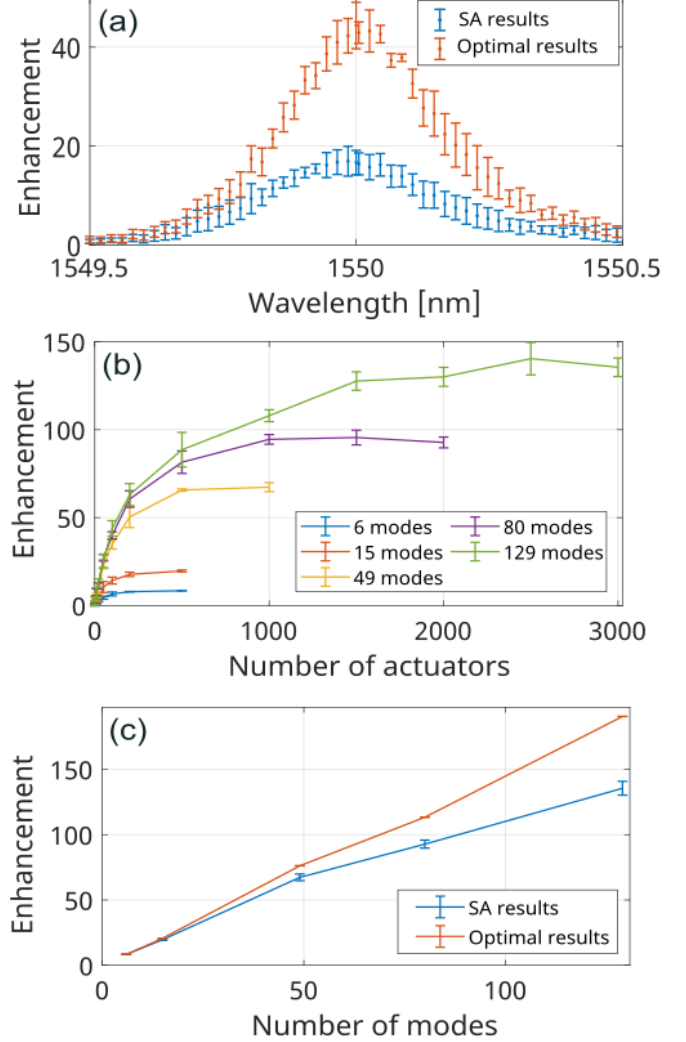 (a)
SA results
Optimal results
Enhancement
40
20
0
1549.5
1550
1550.5
Wavelength [nm]
(b)
Enhancement
150
100
50
0
6 modes
80 modes
15 modes
129 modes
49 modes
0
1000
2000
3000
Number of actuators
(c)
Enhancement
150
100
50
0
SA results
Optimal results
0
50
100
Number of modes